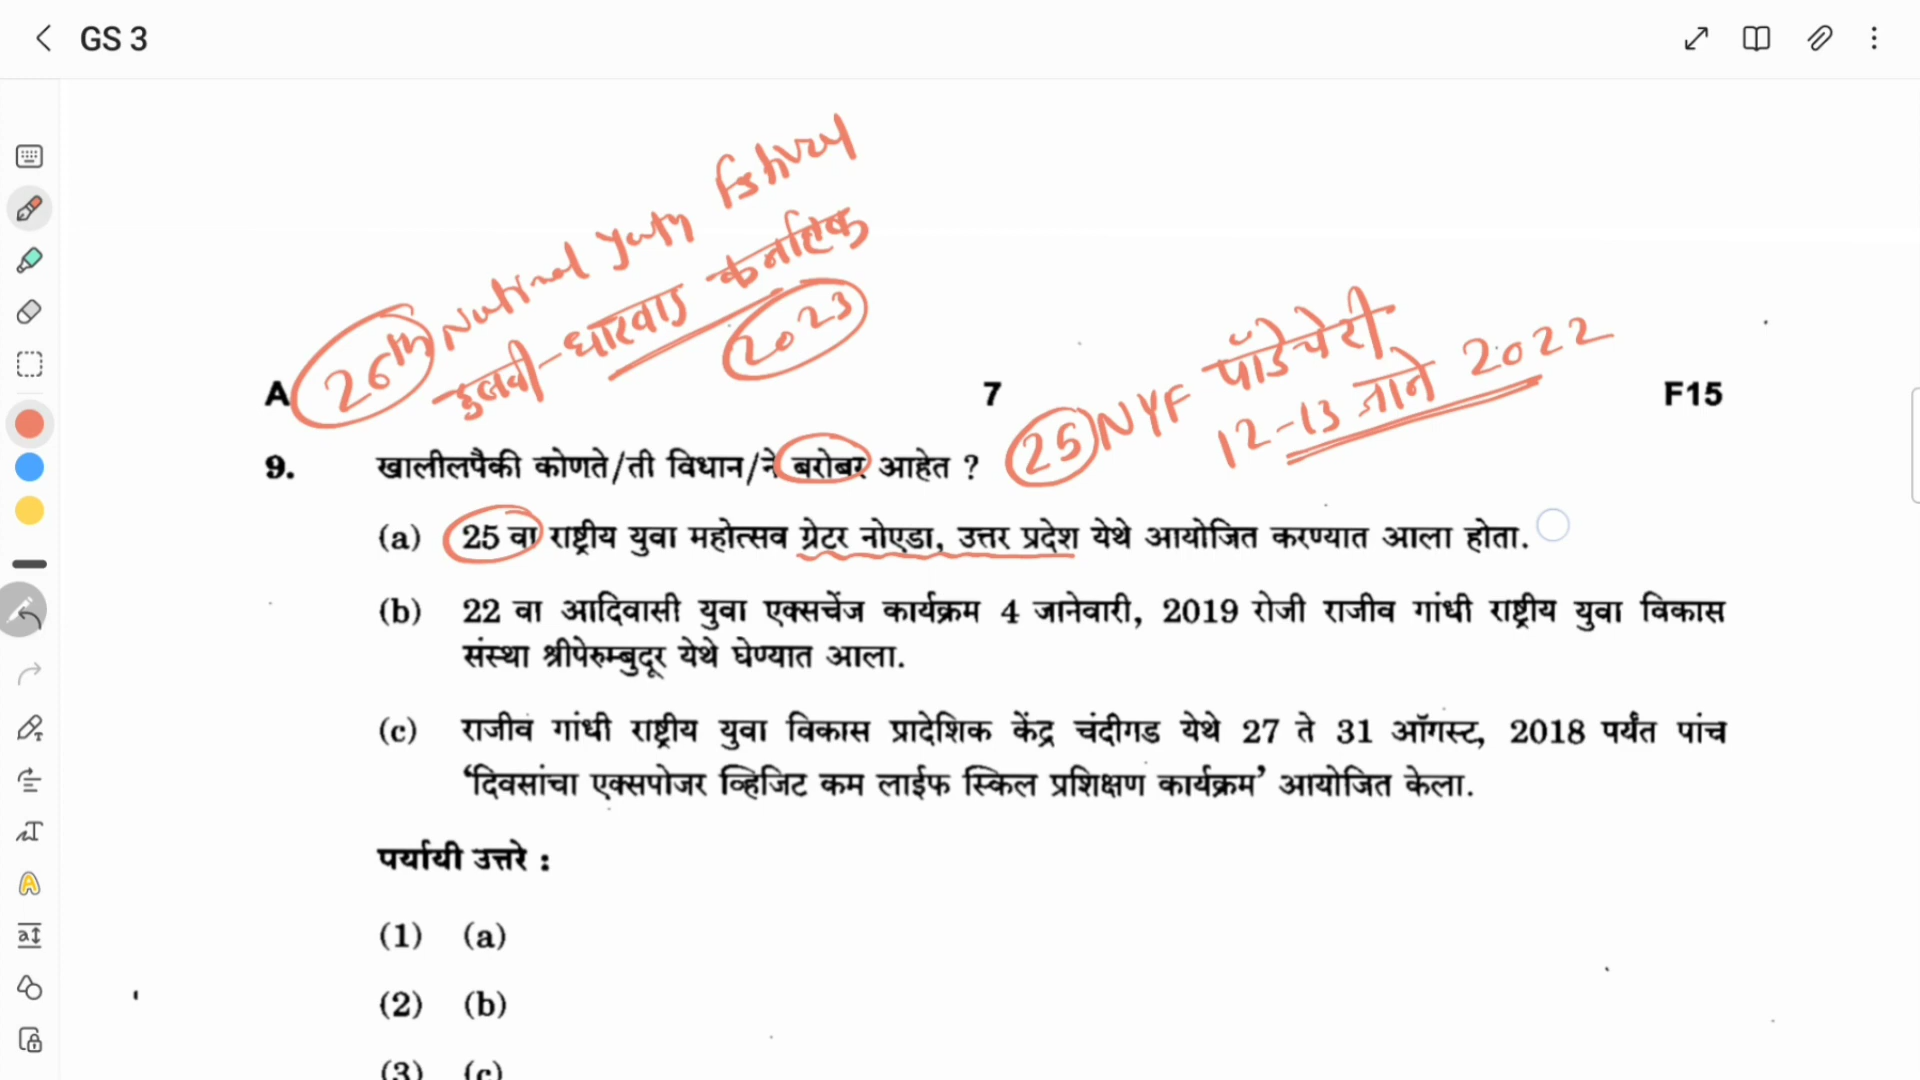 GS 3
26th National Youth Festival
हुबळी - धारवाड कर्नाटक
2023
25 NYF पाँडेचेरी
12-13 जाने 2022
A 7 F15
9. खालीलपैकी कोणते/ती विधान/ने बरोबर आहेत ?
(a) 25 वा राष्ट्रीय युवा महोत्सव ग्रेटर नोएडा, उत्तर प्रदेश येथे आयोजित करण्यात आला होता.
(b) 22 वा आदिवासी युवा एक्सचेंज कार्यक्रम 4 जानेवारी, 2019 रोजी राजीव गांधी राष्ट्रीय युवा विकास
संस्था श्रीपेरुम्बुदूर येथे घेण्यात आला.
(c) राजीव गांधी राष्ट्रीय युवा विकास प्रादेशिक केंद्र चंदीगड येथे 27 ते 31 ऑगस्ट, 2018 पर्यंत पांच
‘दिवसांचा एक्सपोजर व्हिजिट कम लाईफ स्किल प्रशिक्षण कार्यक्रम’ आयोजित केला.
पर्यायी उत्तरे :
(1) (a)
(2) (b)
(3) (c)